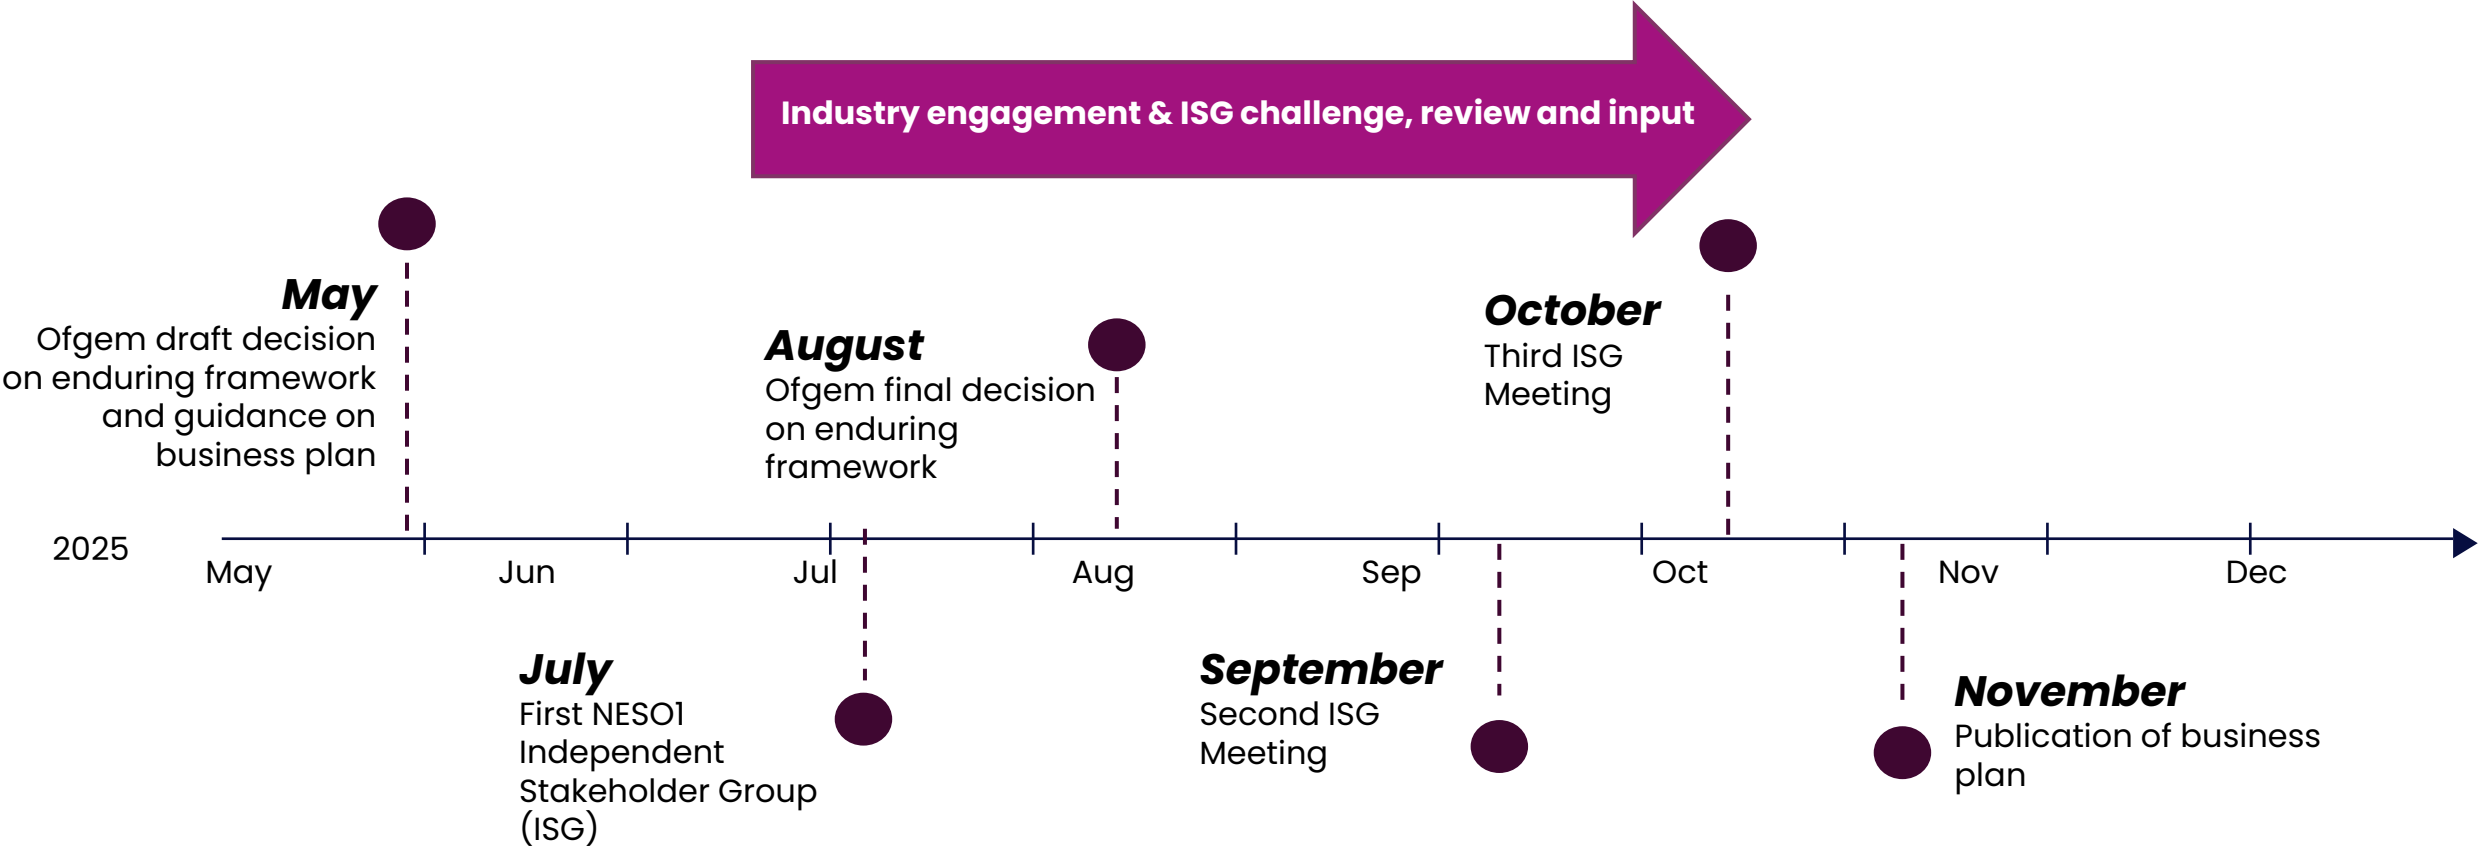 Industry engagement & ISG challenge, review and input
May
Ofgem draft decision
on enduring framework
and guidance on
business plan
August
Ofgem final decision
on enduring
framework
October
Third ISG
Meeting
2025
May
Jun
Jul
Aug
Sep
Oct
Nov
Dec
July
First NESO1
Independent
Stakeholder Group
(ISG)
September
Second ISG
Meeting
November
Publication of business
plan